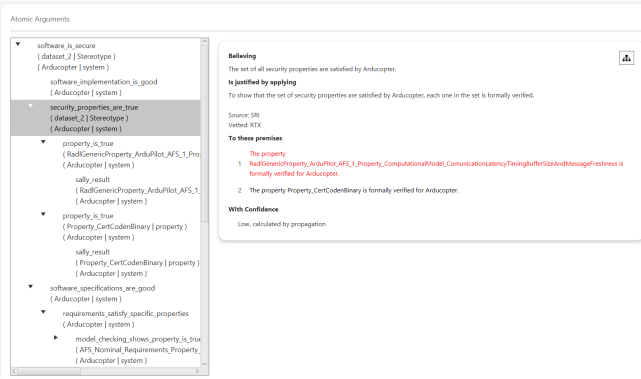 Atomic Arguments
software_is_secure
( dataset_2 | Stereotype )
( Arducopter | system )
software_implementation_is_good
( Arducopter | system )
security_properties_are_true
( dataset_2 | Stereotype )
( Arducopter | system )
property_is_true
( RadlGenericProperty_ArduPilot_AFS_1_Pro
( Arducopter | system )
sally_result
( RadlGenericProperty_ArduPilot_AFS_1_
( Arducopter | system )
property_is_true
( Property_CertCodenBinary | property )
( Arducopter | system )
sally_result
( Property_CertCodenBinary | property )
( Arducopter | system )
software_specifications_are_good
( Arducopter | system )
requirements_satisfy_specific_properties
( Arducopter | system )
model_checking_shows_property_is_true
( AFS_Nominal_Requirements_Property_
( Arducopter | system )
Believing
The set of all security properties are satisfied by Arducopter.
Is justified by applying
To show that the set of security properties are satisfied by Arducopter, each one in the set is formally verified.
Source: SRI
Vetted: RTX
To these premises
The property
1 RadlGenericProperty_ArduPilot_AFS_1_Property_ComputationalModel_ComunicationLatencyTimingBufferSizeAndMessageFreshness is
formally verified for Arducopter.
2 The property Property_CertCodenBinary is formally verified for Arducopter.
With Confidence
Low, calculated by propagation